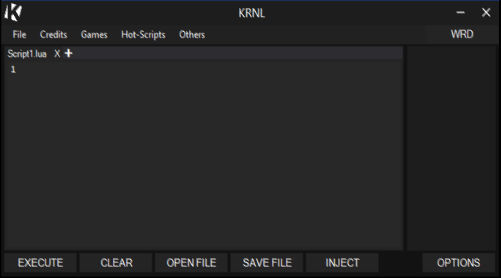 KRNL
File Credits Games Hot-Scripts Others WRD
Script1.lua X
1
EXECUTE CLEAR OPEN FILE SAVE FILE INJECT OPTIONS